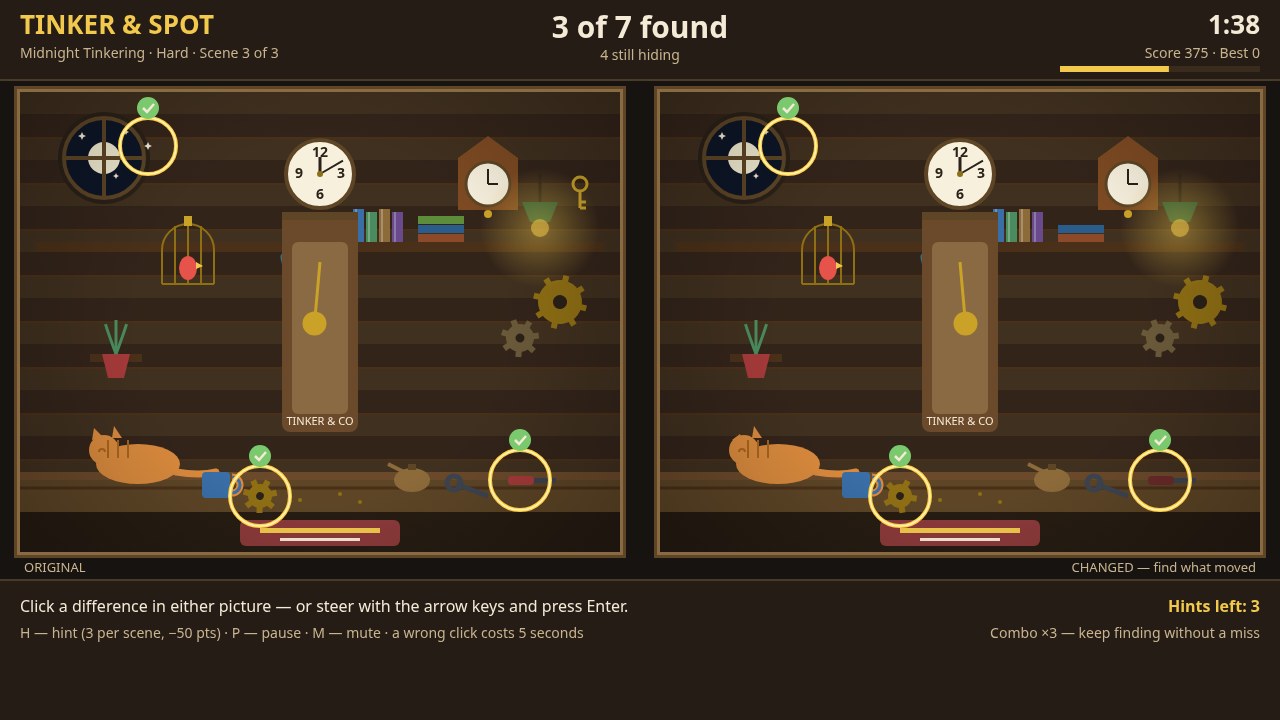 TINKER & SPOT
Midnight Tinkering · Hard · Scene 3 of 3
3 of 7 found
4 still hiding
1:38
Score 375 · Best 0
12
9
3
6
TINKER & CO
12
9
3
6
TINKER & CO
ORIGINAL
CHANGED — find what moved
Click a difference in either picture — or steer with the arrow keys and press Enter.
Hints left: 3
H — hint (3 per scene, −50 pts) · P — pause · M — mute · a wrong click costs 5 seconds
Combo ×3 — keep finding without a miss